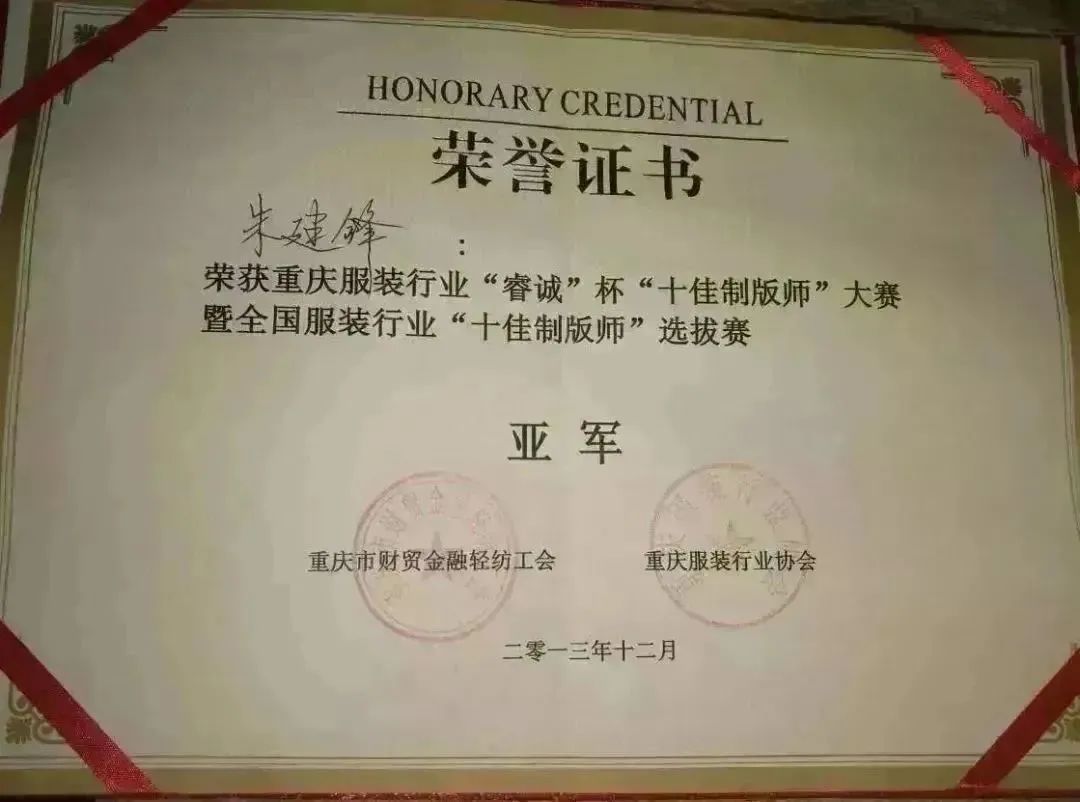 HONORARY CREDENTIAL
荣誉证书
朱建锋：
荣获重庆服装行业“睿诚”杯“十佳制版师”大赛
暨全国服装行业“十佳制版师”选拔赛
亚军
重庆市财贸金融轻纺工会 重庆服装行业协会
二零一三年十二月